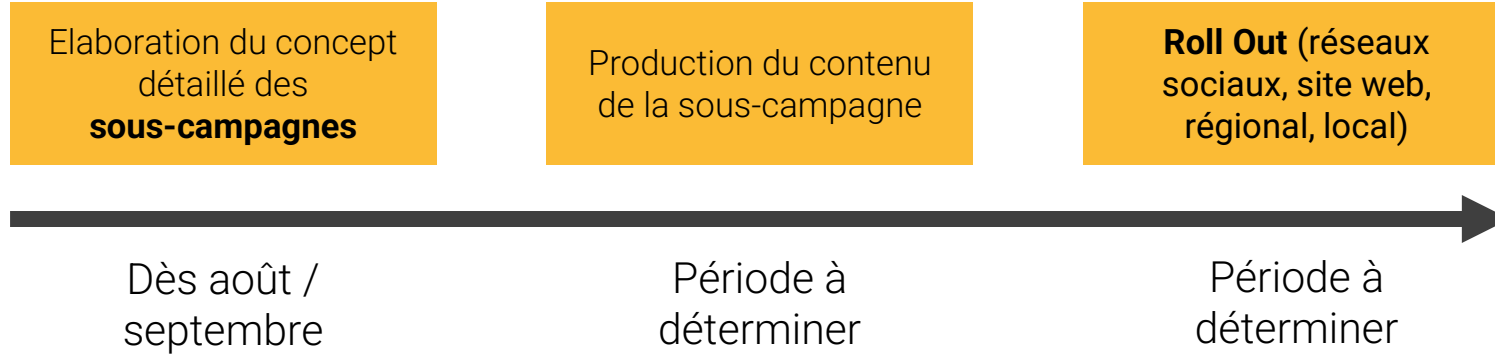 Elaboration du concept
détaillé des
sous-campagnes
Production du contenu
de la sous-campagne
Roll Out (réseaux
sociaux, site web,
régional, local)
Dès août /
septembre
Période à
déterminer
Période à
déterminer